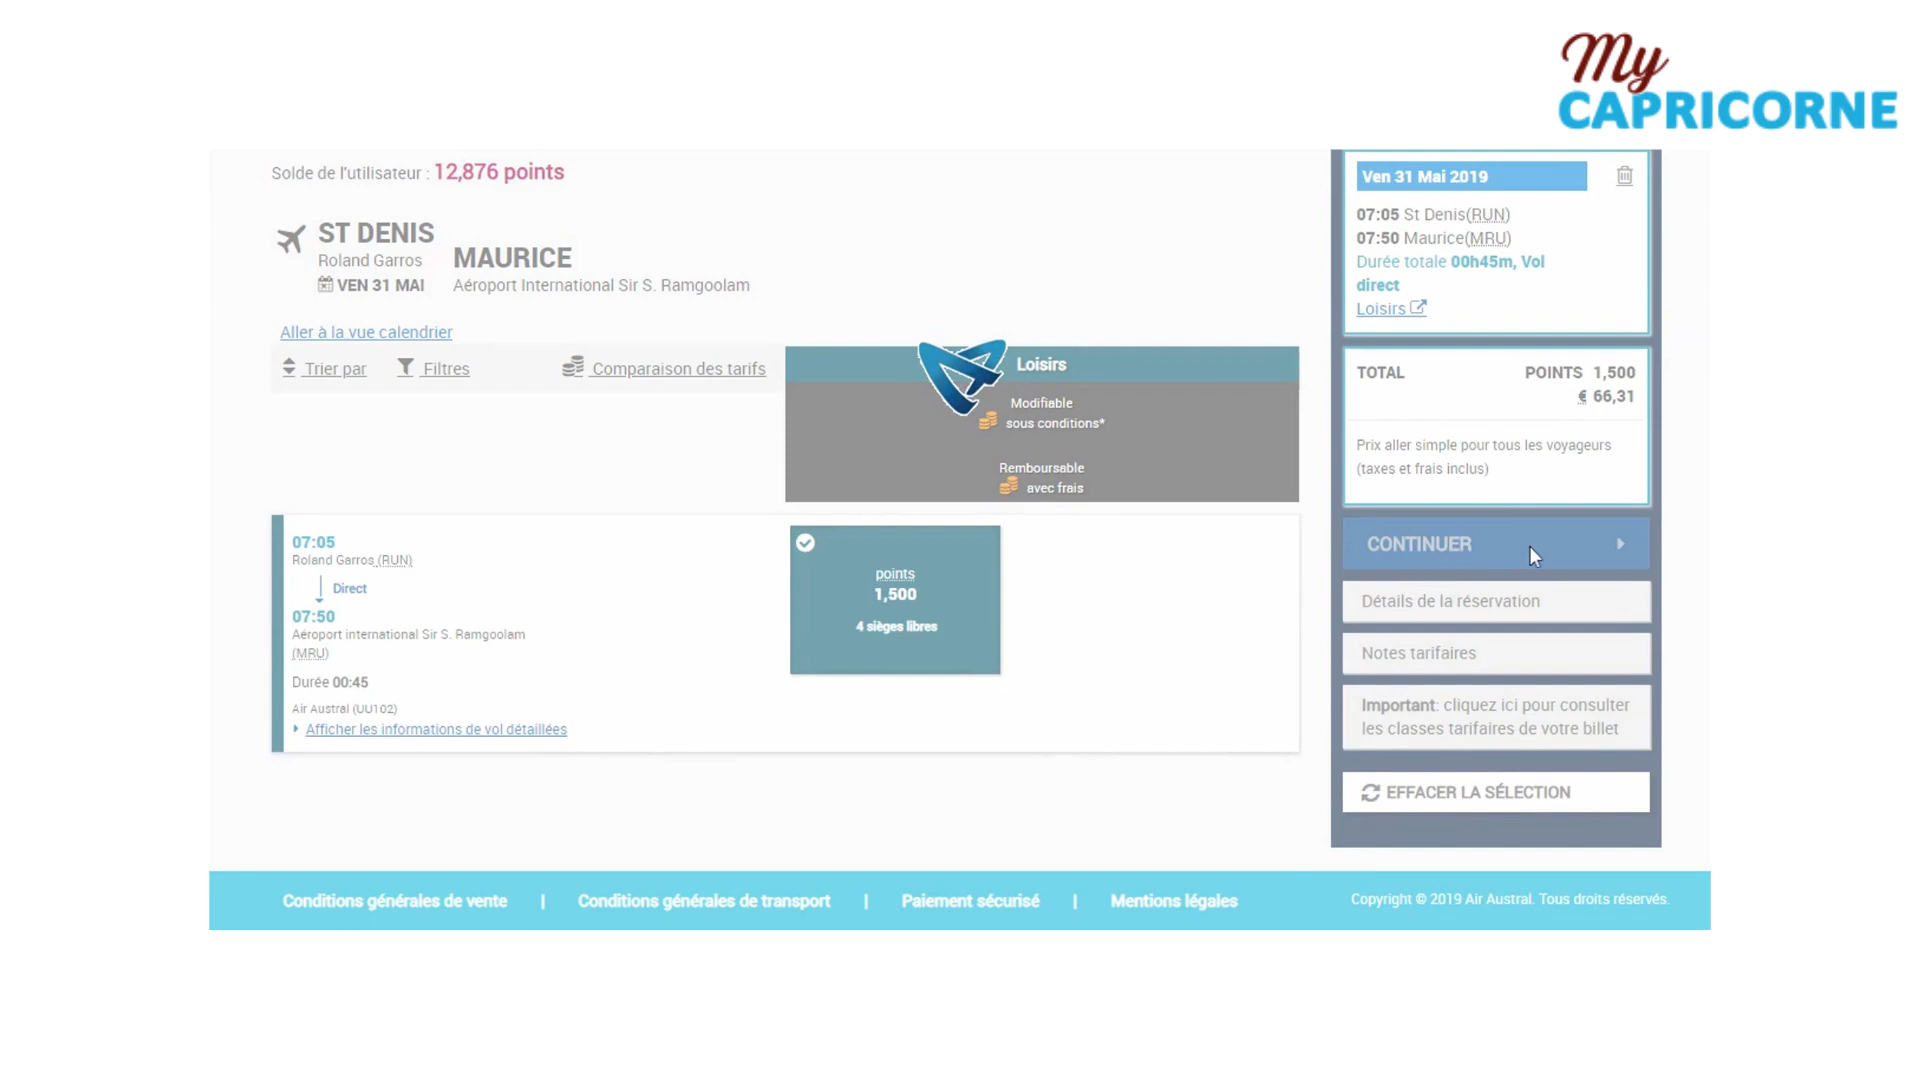 My
CAPRICORNE
Solde de l'utilisateur : 12,876 points
ST DENIS
Roland Garros
VEN 31 MAI
MAURICE
Aéroport International Sir S. Ramgoolam
Aller à la vue calendrier
Trier par
Filtres
Comparaison des tarifs
Loisirs
Modifiable
sous conditions*
Remboursable
avec frais
07:05
Roland Garros (RUN)
Direct
07:50
Aéroport international Sir S. Ramgoolam
(MRU)
Durée 00:45
Air Austral (UU102)
Afficher les informations de vol détaillées
points
1,500
4 sièges libres
Ven 31 Mai 2019
07:05 St Denis(RUN)
07:50 Maurice(MRU)
Durée totale 00h45m, Vol
direct
Loisirs
TOTAL POINTS 1,500
€ 66,31
Prix aller simple pour tous les voyageurs
(taxes et frais inclus)
CONTINUER
Détails de la réservation
Notes tarifaires
Important: cliquez ici pour consulter
les classes tarifaires de votre billet
EFFACER LA SÉLECTION
Conditions générales de vente | Conditions générales de transport | Paiement sécurisé | Mentions légales
Copyright © 2019 Air Austral. Tous droits réservés.